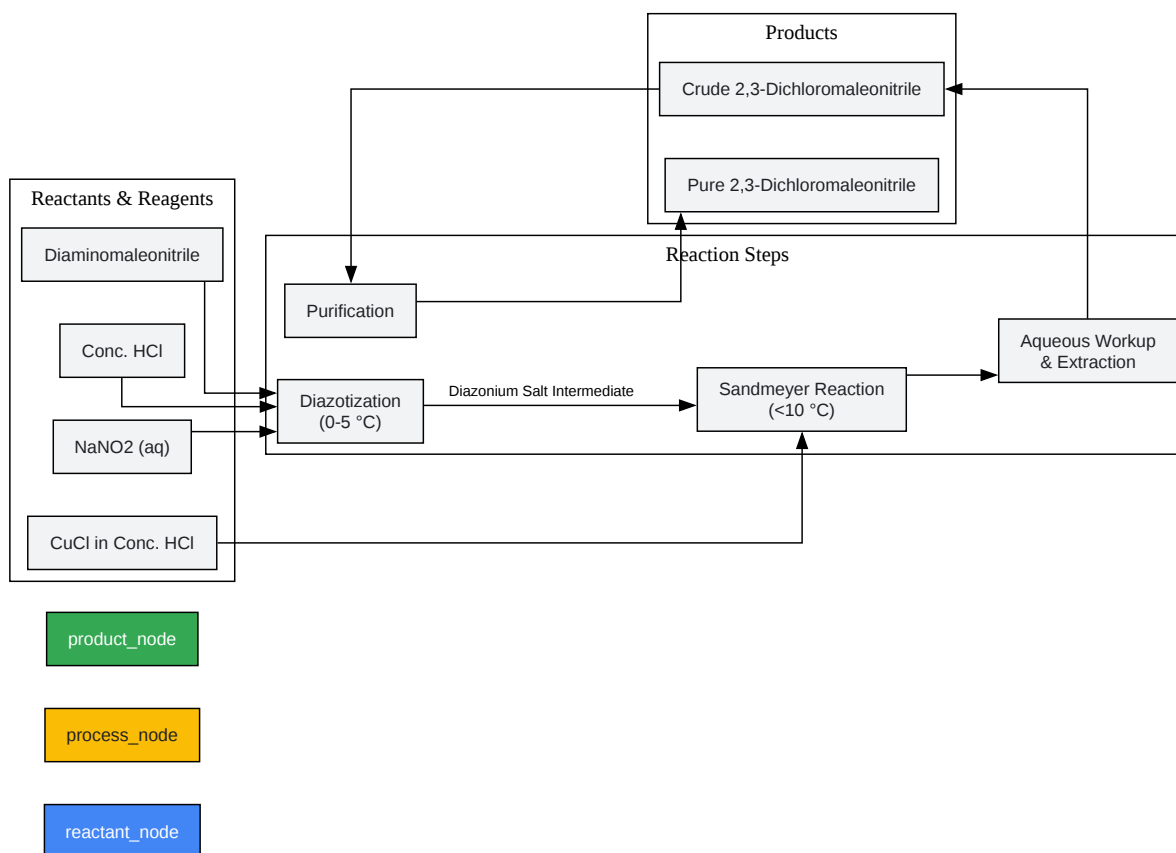 Products
Crude 2,3-Dichloromaleonitrile
Pure 2,3-Dichloromaleonitrile
Reactants & Reagents
Diaminomaleonitrile
Conc. HCl
NaNO2 (aq)
CuCl in Conc. HCl
Reaction Steps
Purification
Diazotization
(0-5 °C)
Diazonium Salt Intermediate
Sandmeyer Reaction
(<10 °C)
Aqueous Workup
& Extraction
product_node
process_node
reactant_node